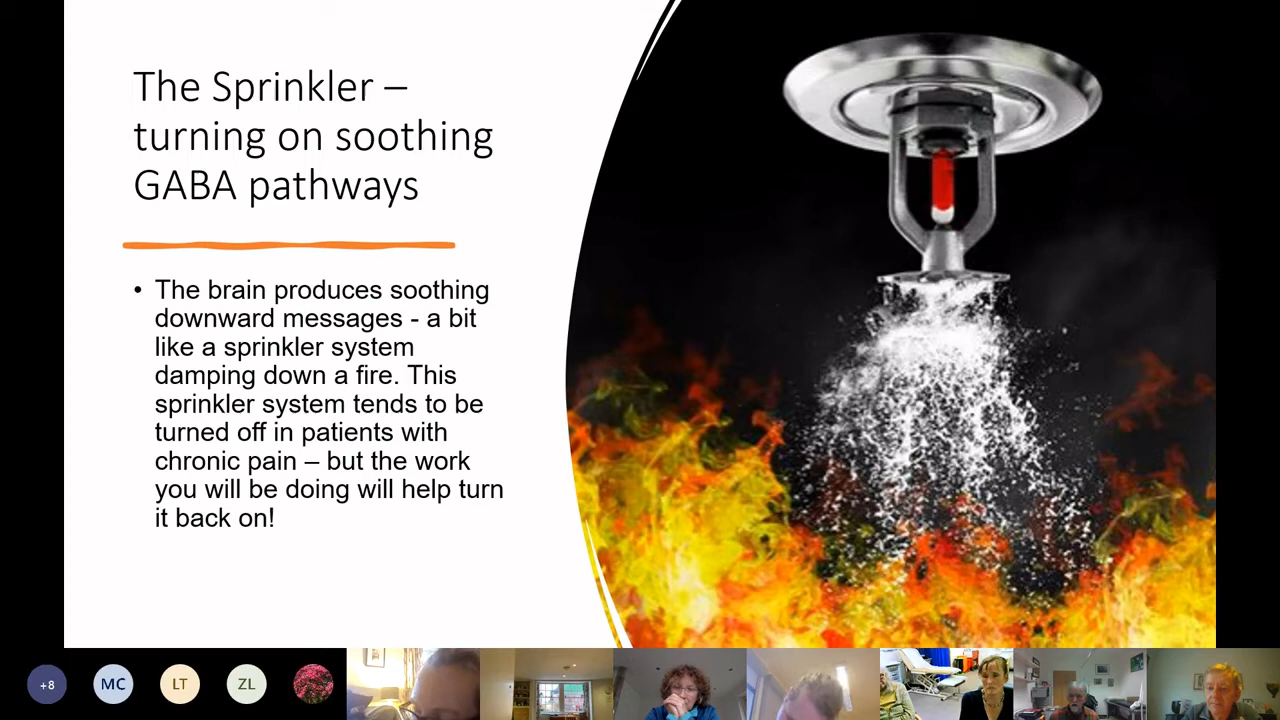 The Sprinkler –
turning on soothing
GABA pathways
• The brain produces soothing
downward messages - a bit
like a sprinkler system
damping down a fire. This
sprinkler system tends to be
turned off in patients with
chronic pain – but the work
you will be doing will help turn
it back on!
+8
MC
LT
ZL